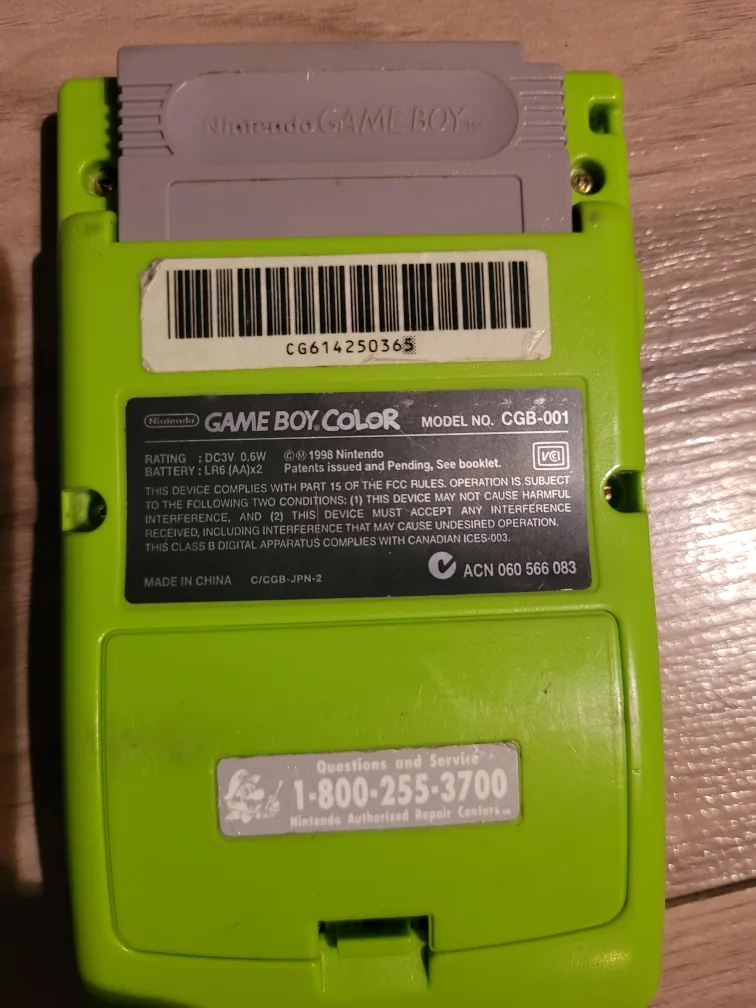 Nintendo GAME BOY TM
CG614250365
Nintendo GAME BOY COLOR MODEL NO. CGB-001
RATING : DC3V 0.6W © Ⓜ 1998 Nintendo
BATTERY : LR6 (AA)x2 Patents issued and Pending, See booklet.
VCI
THIS DEVICE COMPLIES WITH PART 15 OF THE FCC RULES. OPERATION IS SUBJECT
TO THE FOLLOWING TWO CONDITIONS: (1) THIS DEVICE MAY NOT CAUSE HARMFUL
INTERFERENCE, AND (2) THIS DEVICE MUST ACCEPT ANY INTERFERENCE
RECEIVED, INCLUDING INTERFERENCE THAT MAY CAUSE UNDESIRED OPERATION.
THIS CLASS B DIGITAL APPARATUS COMPLIES WITH CANADIAN ICES-003.
ACN 060 566 083
MADE IN CHINA C/CGB-JPN-2
Questions and Service
1-800-255-3700
Nintendo Authorized Repair Centers SM